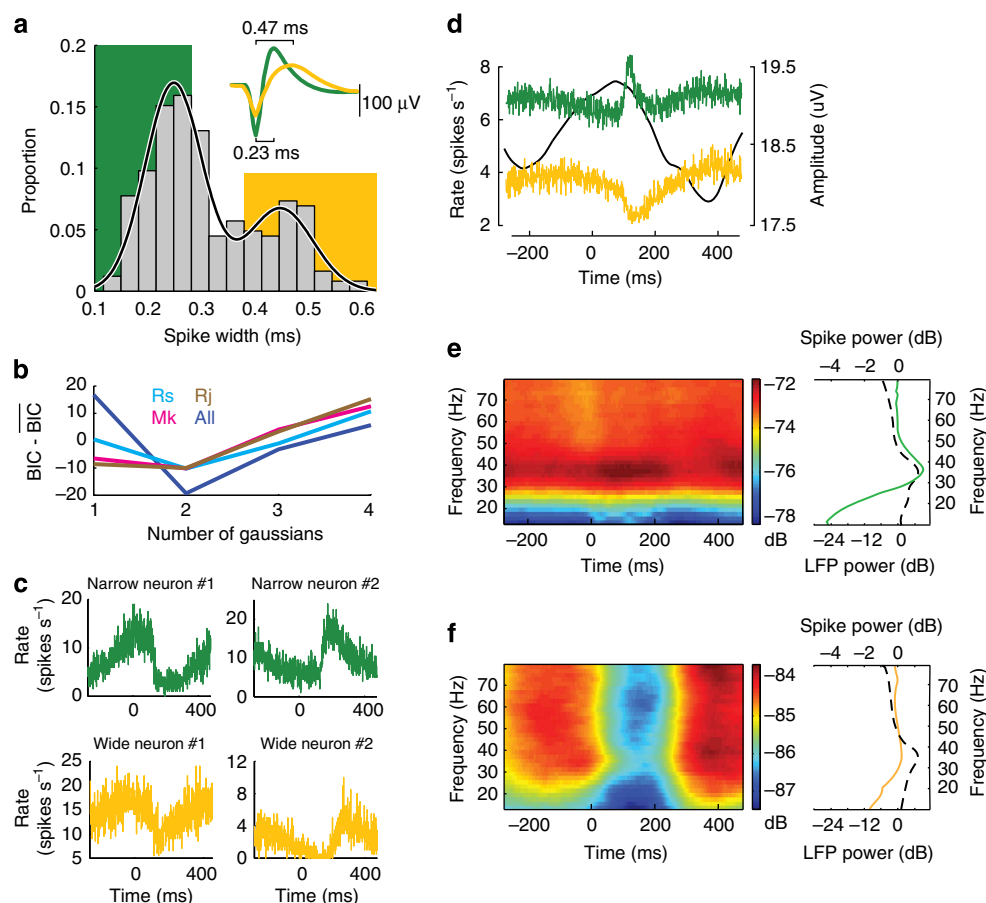 a
0.47 ms
100 μV
0.23 ms
Proportion
0.2
0.15
0.1
0.05
0
0.1 0.2 0.3 0.4 0.5 0.6
Spike width (ms)
b
BIC - BIC
20
10
0
−10
−20
Rs Rj
Mk All
1 2 3 4
Number of gaussians
c
Narrow neuron #1
Rate
(spikes s−1)
20
10
0
0 400
Narrow neuron #2
20
10
0
0 400
Wide neuron #1
Rate
(spikes s−1)
25
20
15
10
5
0 400
Time (ms)
Wide neuron #2
12
8
4
0
0 400
Time (ms)
d
Rate (spikes s−1)
8
6
4
2
19.5
18.5
17.5
Amplitude (uV)
−200 0 200 400
Time (ms)
e
Frequency (Hz)
70
60
50
40
30
20
−200 0 200 400
Time (ms)
−72
−74
−76
−78
dB
Spike power (dB)
−4 −2 0
70
60
50
40
30
20
Frequency (Hz)
−24 −12 0
LFP power (dB)
f
Frequency (Hz)
70
60
50
40
30
20
−200 0 200 400
Time (ms)
−84
−85
−86
−87
dB
Spike power (dB)
−4 −2 0
70
60
50
40
30
20
Frequency (Hz)
−24 −12 0
LFP power (dB)